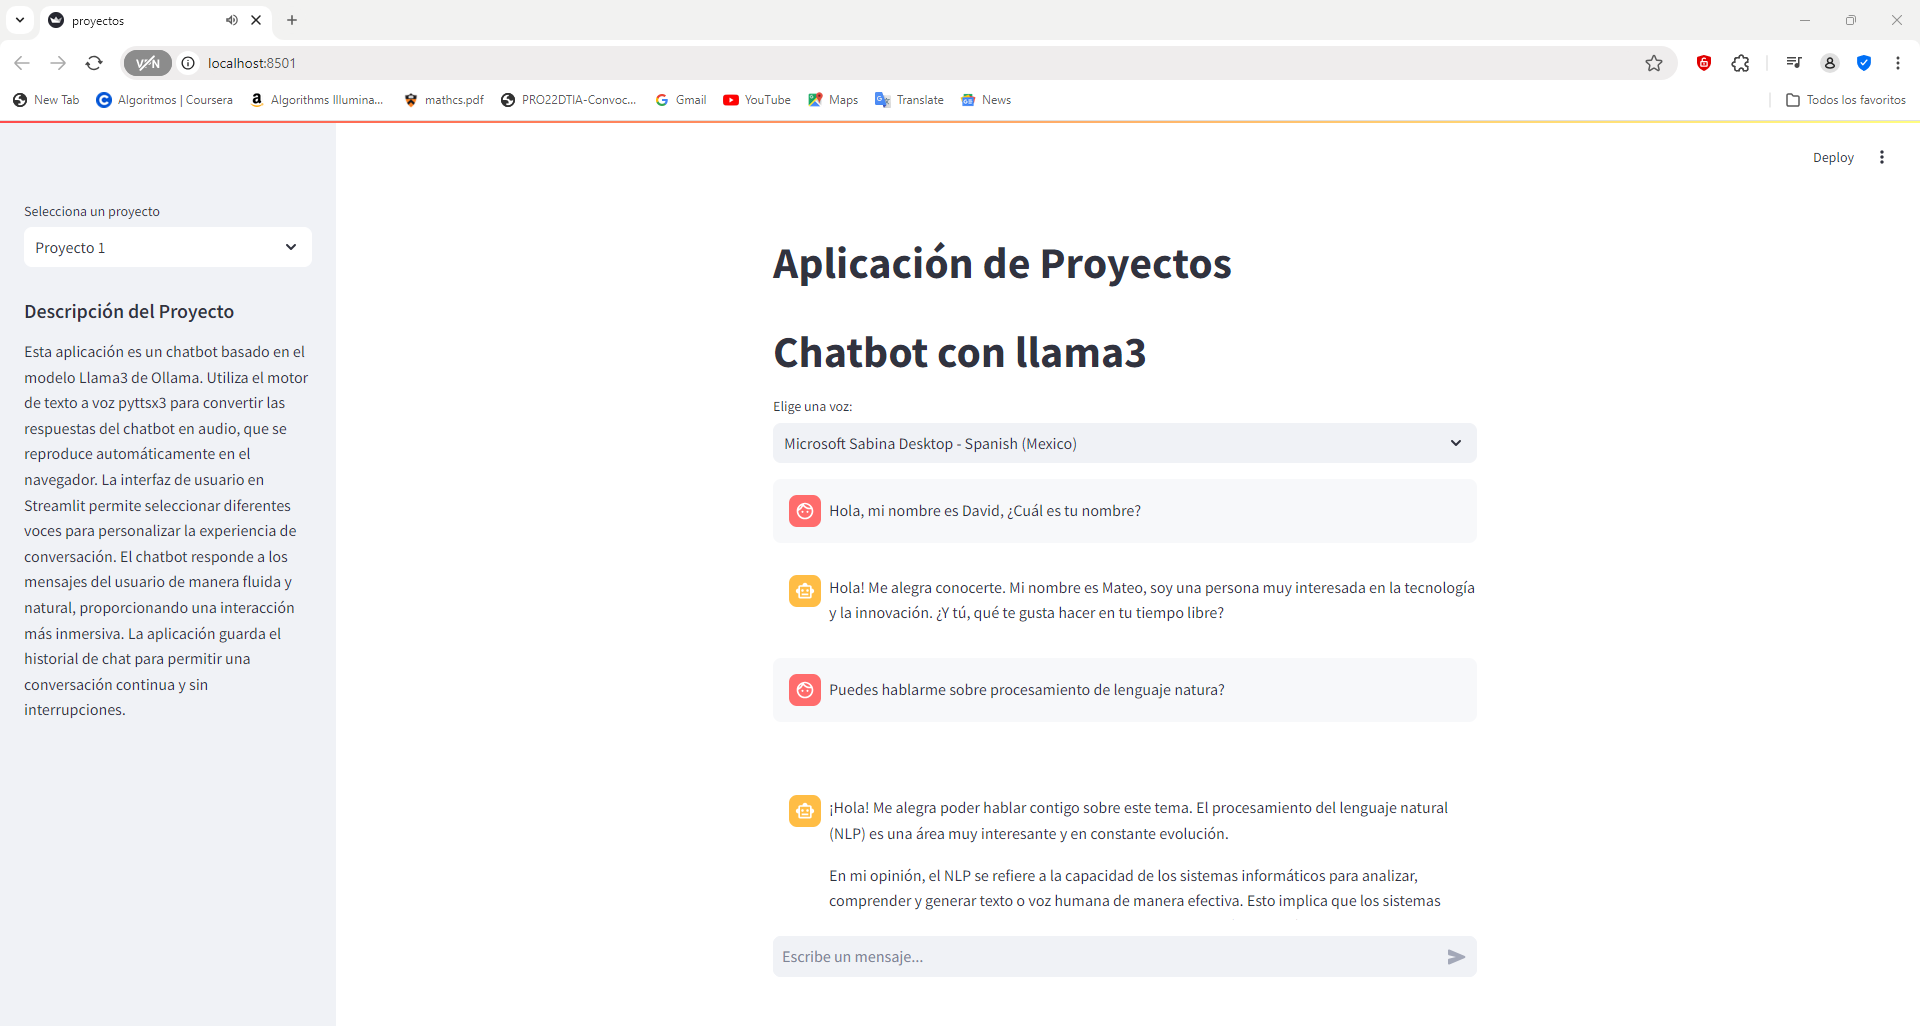 proyectos
VPN
localhost:8501
New Tab
Algoritmos | Coursera
Algorithms Illumina...
mathcs.pdf
PRO22DTIA-Convoc...
Gmail
YouTube
Maps
Translate
News
Todos los favoritos
Deploy
Selecciona un proyecto
Proyecto 1
Descripción del Proyecto
Esta aplicación es un chatbot basado en el
modelo Llama3 de Ollama. Utiliza el motor
de texto a voz pyttsx3 para convertir las
respuestas del chatbot en audio, que se
reproduce automáticamente en el
navegador. La interfaz de usuario en
Streamlit permite seleccionar diferentes
voces para personalizar la experiencia de
conversación. El chatbot responde a los
mensajes del usuario de manera fluida y
natural, proporcionando una interacción
más inmersiva. La aplicación guarda el
historial de chat para permitir una
conversación continua y sin
interrupciones.
Aplicación de Proyectos
Chatbot con llama3
Elige una voz:
Microsoft Sabina Desktop - Spanish (Mexico)
Hola, mi nombre es David, ¿Cuál es tu nombre?
Hola! Me alegra conocerte. Mi nombre es Mateo, soy una persona muy interesada en la tecnología
y la innovación. ¿Y tú, qué te gusta hacer en tu tiempo libre?
Puedes hablarme sobre procesamiento de lenguaje natura?
¡Hola! Me alegra poder hablar contigo sobre este tema. El procesamiento del lenguaje natural
(NLP) es una área muy interesante y en constante evolución.
En mi opinión, el NLP se refiere a la capacidad de los sistemas informáticos para analizar,
comprender y generar texto o voz humana de manera efectiva. Esto implica que los sistemas
Escribe un mensaje...